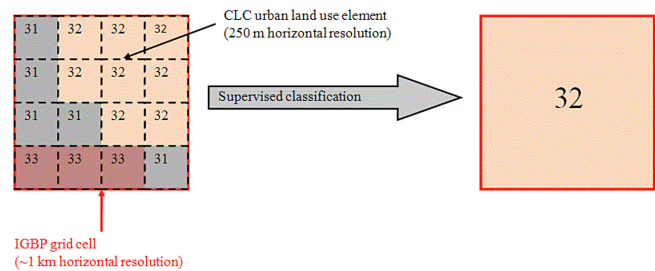 31 32 32 32
CLC urban land use element
(250 m horizontal resolution)
31 32 32 32
31 31 32 32
Supervised classification
32
33 33 33 31
IGBP grid cell
(~1 km horizontal resolution)